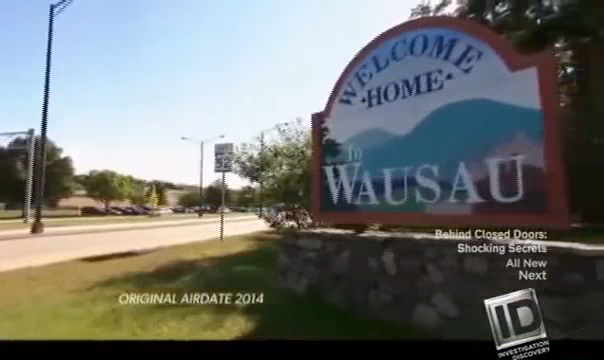 WELCOME
·HOME·
to
WAUSAU
Behind Closed Doors:
Shocking Secrets
All New
Next
ORIGINAL AIRDATE 2014
ID
INVESTIGATION
DISCOVERY